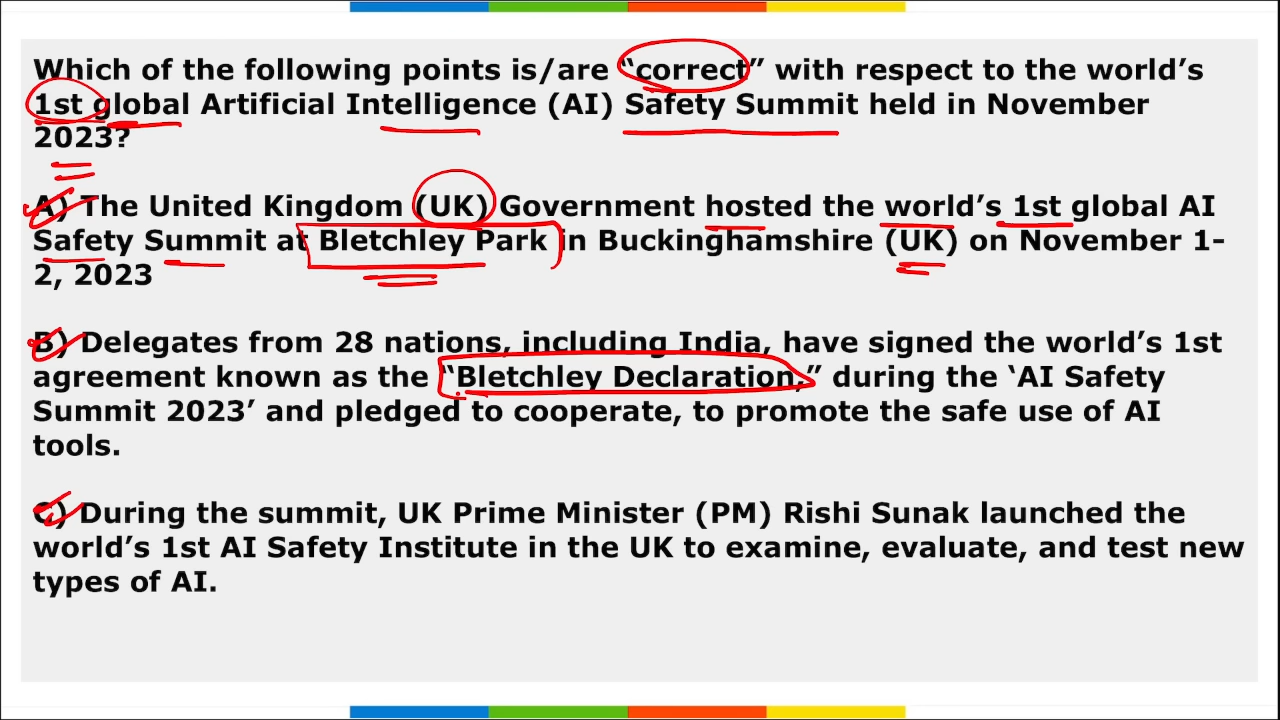 Which of the following points is/are “correct” with respect to the world’s
1st global Artificial Intelligence (AI) Safety Summit held in November
2023?
A) The United Kingdom (UK) Government hosted the world’s 1st global AI
Safety Summit at Bletchley Park in Buckinghamshire (UK) on November 1-
2, 2023
B) Delegates from 28 nations, including India, have signed the world’s 1st
agreement known as the “Bletchley Declaration,” during the ‘AI Safety
Summit 2023’ and pledged to cooperate, to promote the safe use of AI
tools.
C) During the summit, UK Prime Minister (PM) Rishi Sunak launched the
world’s 1st AI Safety Institute in the UK to examine, evaluate, and test new
types of AI.